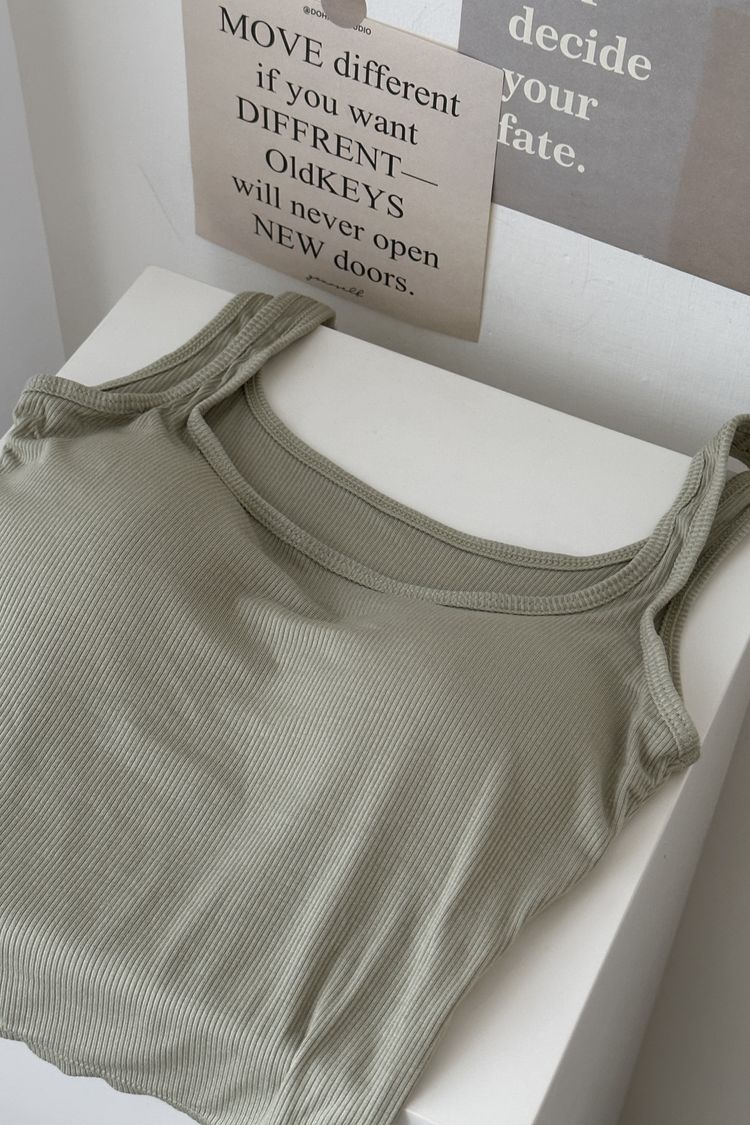 MOVE different
if you want
DIFFRENT—
OldKEYS
will never open
NEW doors.
decide
your
fate.